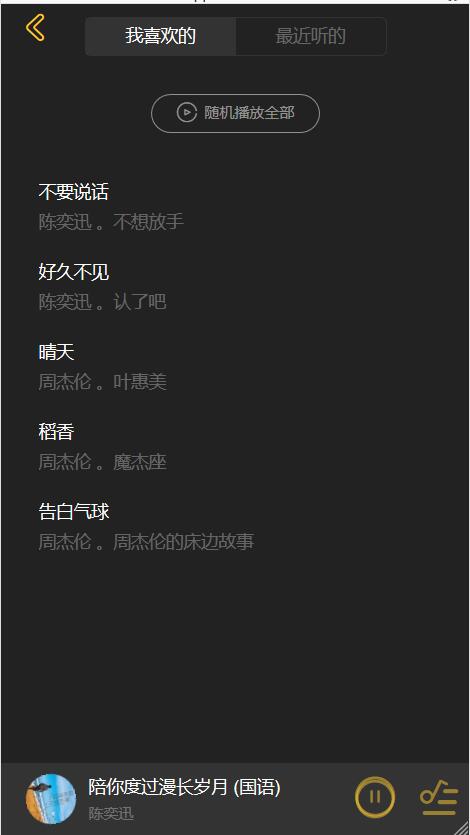 我喜欢的 最近听的
随机播放全部
不要说话
陈奕迅 。不想放手
好久不见
陈奕迅 。认了吧
晴天
周杰伦 。叶惠美
稻香
周杰伦 。魔杰座
告白气球
周杰伦 。周杰伦的床边故事
陪你度过漫长岁月 (国语)
陈奕迅